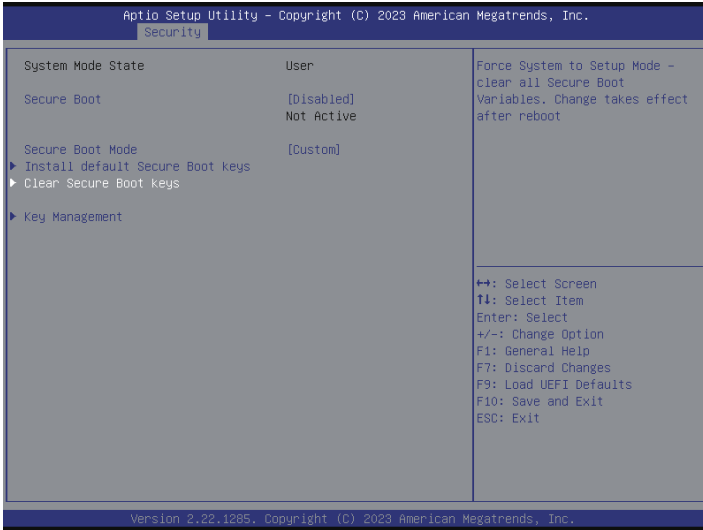 Aptio Setup Utility – Copyright (C) 2023 American Megatrends, Inc.
Security
System Mode State User
Secure Boot [Disabled]
Not Active
Secure Boot Mode [Custom]
Install default Secure Boot keys
Clear Secure Boot keys
Key Management
Force System to Setup Mode –
clear all Secure Boot
Variables. Change takes effect
after reboot
↔: Select Screen
↑↓: Select Item
Enter: Select
+/-: Change Option
F1: General Help
F7: Discard Changes
F9: Load UEFI Defaults
F10: Save and Exit
ESC: Exit
Version 2.22.1285. Copyright (C) 2023 American Megatrends, Inc.